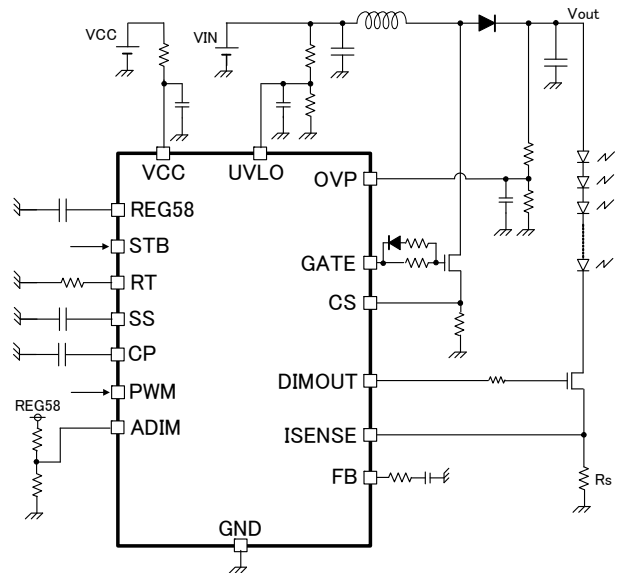 VCC
VIN
Vout
VCC
UVLO
OVP
REG58
STB
GATE
RT
CS
SS
CP
DIMOUT
PWM
REG58
ADIM
ISENSE
FB
Rs
GND